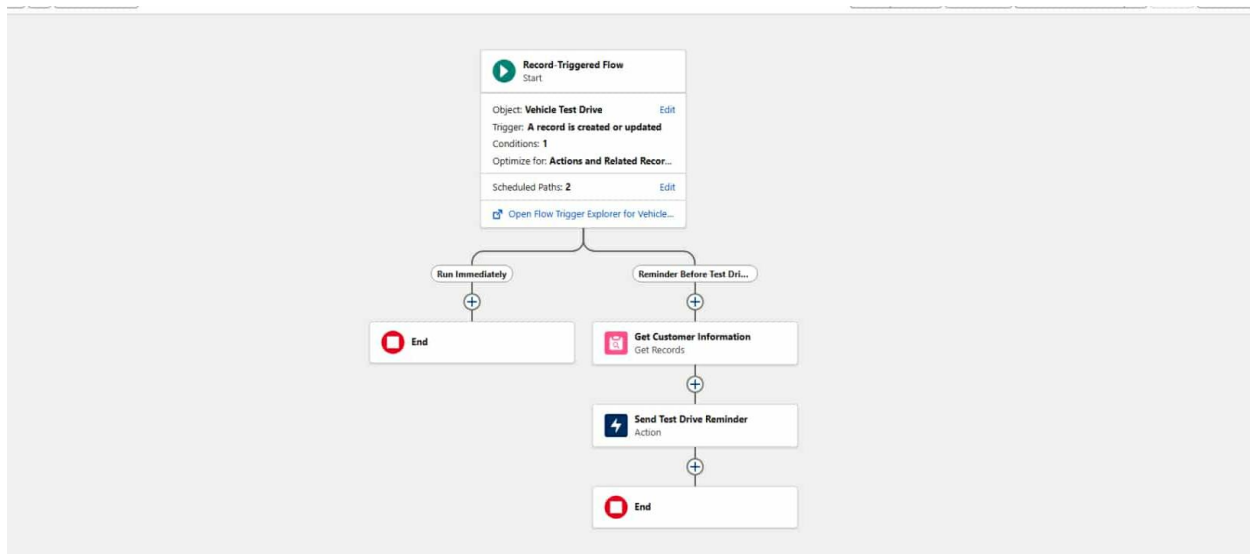 Record-Triggered Flow
Start
Object: Vehicle Test Drive Edit
Trigger: A record is created or updated
Conditions: 1
Optimize for: Actions and Related Recor...
Scheduled Paths: 2 Edit
Open Flow Trigger Explorer for Vehicle...
Run Immediately
Reminder Before Test Dri...
End
Get Customer Information
Get Records
Send Test Drive Reminder
Action
End